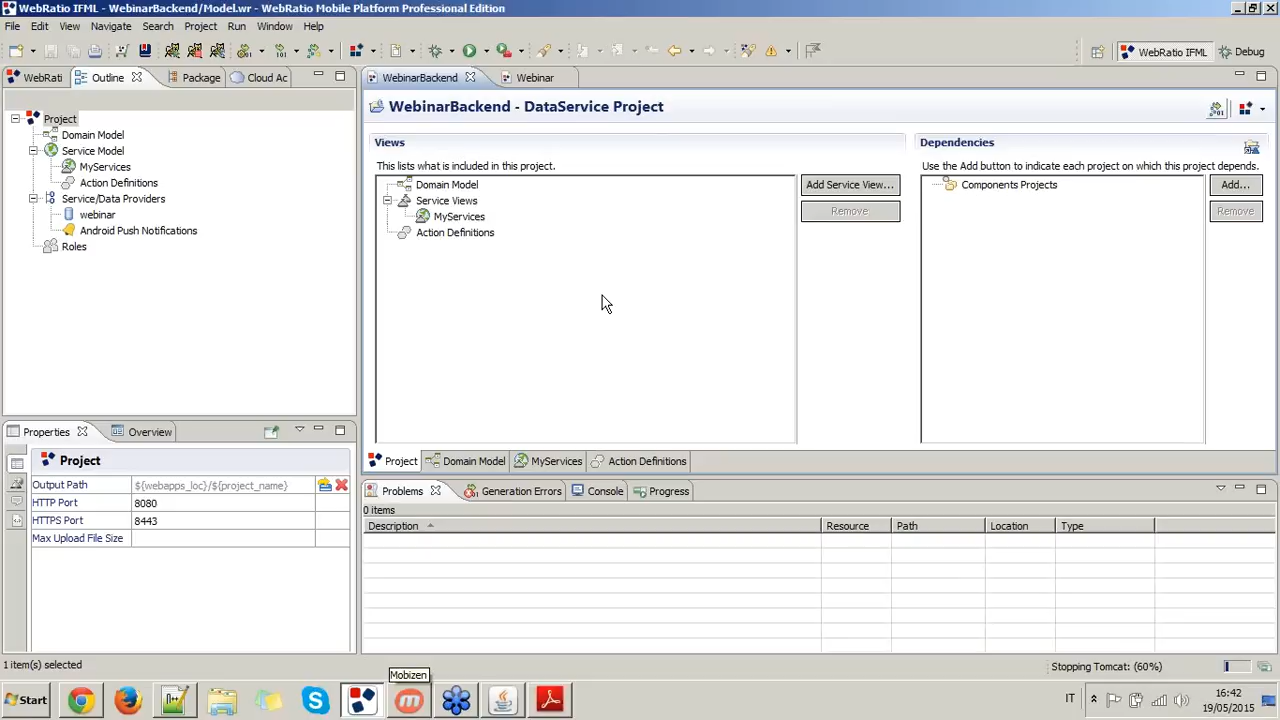 WebRatio IFML - WebinarBackend/Model.wr - WebRatio Mobile Platform Professional Edition
File Edit View Navigate Search Project Run Window Help
WebRatio IFML Debug
WebRati Outline Package Cloud Ac
WebinarBackend Webinar
Project
Domain Model
Service Model
MyServices
Action Definitions
Service/Data Providers
webinar
Android Push Notifications
Roles
WebinarBackend - DataService Project
Views
This lists what is included in this project.
Domain Model
Service Views
MyServices
Action Definitions
Add Service View...
Remove
Dependencies
Use the Add button to indicate each project on which this project depends.
Components Projects
Add...
Remove
Project Domain Model MyServices Action Definitions
Properties Overview
Project
Output Path ${webapps_loc}/${project_name}
HTTP Port 8080
HTTPS Port 8443
Max Upload File Size
Problems Generation Errors Console Progress
0 items
Description Resource Path Location Type
1 item(s) selected
Stopping Tomcat: (60%)
Mobizen
Start
IT
16:42
19/05/2015